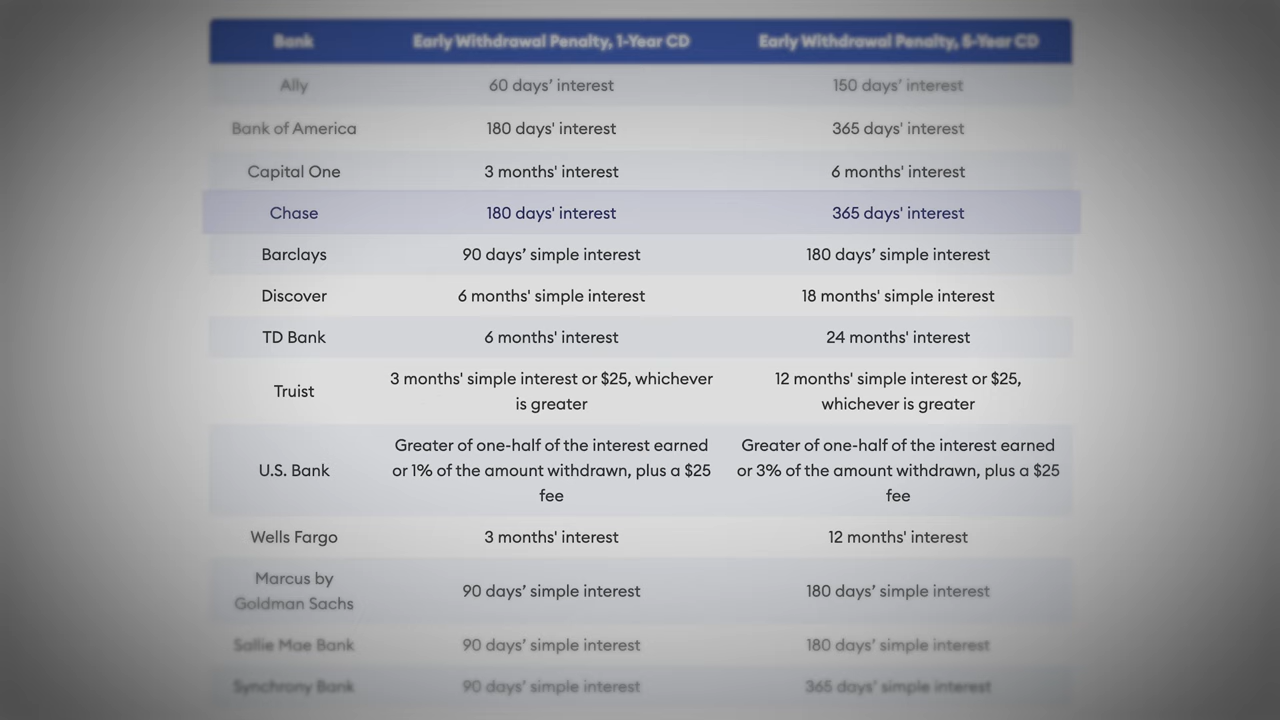 Bank Early Withdrawal Penalty, 1-Year CD Early Withdrawal Penalty, 5-Year CD
Ally 60 days’ interest 150 days’ interest
Bank of America 180 days' interest 365 days' interest
Capital One 3 months' interest 6 months' interest
Chase 180 days' interest 365 days' interest
Barclays 90 days’ simple interest 180 days’ simple interest
Discover 6 months' simple interest 18 months' simple interest
TD Bank 6 months' interest 24 months' interest
Truist 3 months' simple interest or $25, whichever is greater 12 months' simple interest or $25, whichever is greater
U.S. Bank Greater of one-half of the interest earned or 1% of the amount withdrawn, plus a $25 fee Greater of one-half of the interest earned or 3% of the amount withdrawn, plus a $25 fee
Wells Fargo 3 months' interest 12 months' interest
Marcus by Goldman Sachs 90 days’ simple interest 180 days’ simple interest
Sallie Mae Bank 90 days’ simple interest 180 days’ simple interest
Synchrony Bank 90 days’ simple interest 365 days’ simple interest